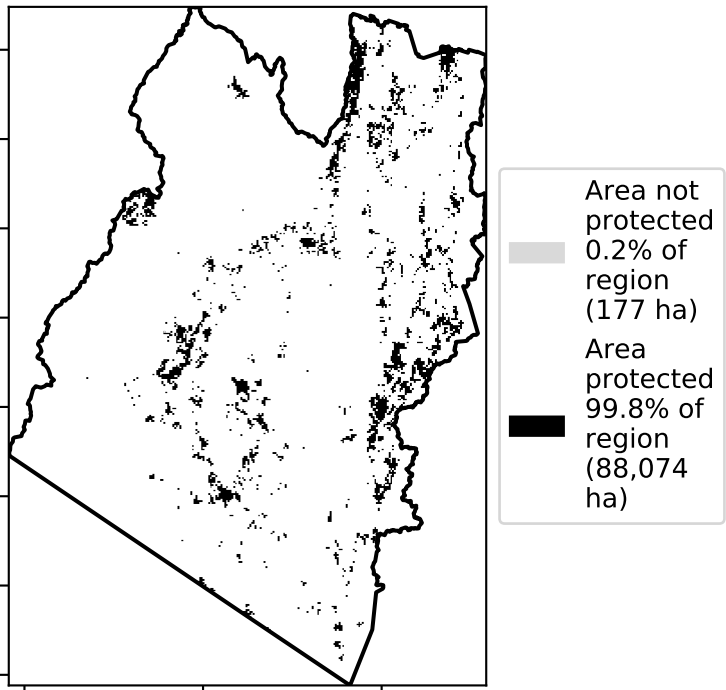 Area not
protected
0.2% of
region
(177 ha)
Area
protected
99.8% of
region
(88,074
ha)